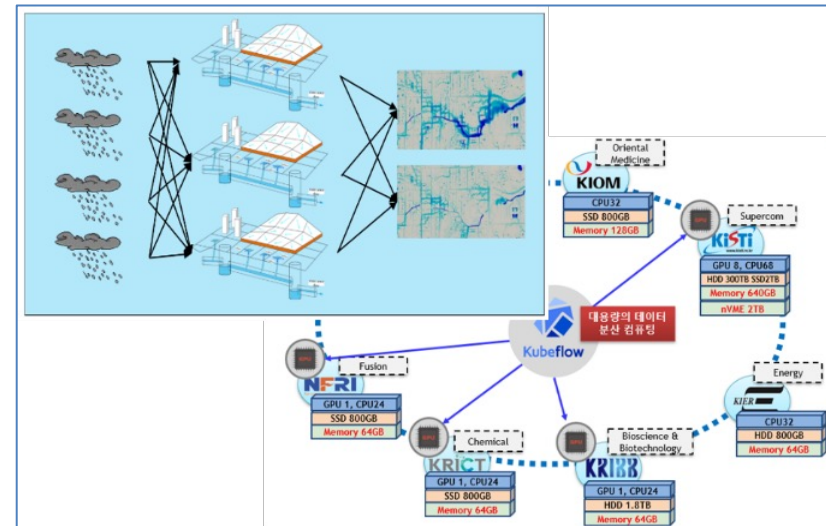 Oriental
Medicine
KIOM
CPU32
SSD 800GB
Memory 128GB
Supercom
KiSTi
GPU 8, CPU68
HDD 300TB SSD2TB
Memory 640GB
nVME 2TB
대용량의 데이터
분산 컴퓨팅
Kubeflow
GPU
Fusion
NFRI
GPU 1, CPU24
SSD 800GB
Memory 64GB
Energy
KIER
CPU32
HDD 800GB
Memory 64GB
Chemical
KRICT
GPU 1, CPU24
SSD 800GB
Memory 64GB
Bioscience &
Biotechnology
KRIBB
GPU 1, CPU24
HDD 1.8TB
Memory 64GB